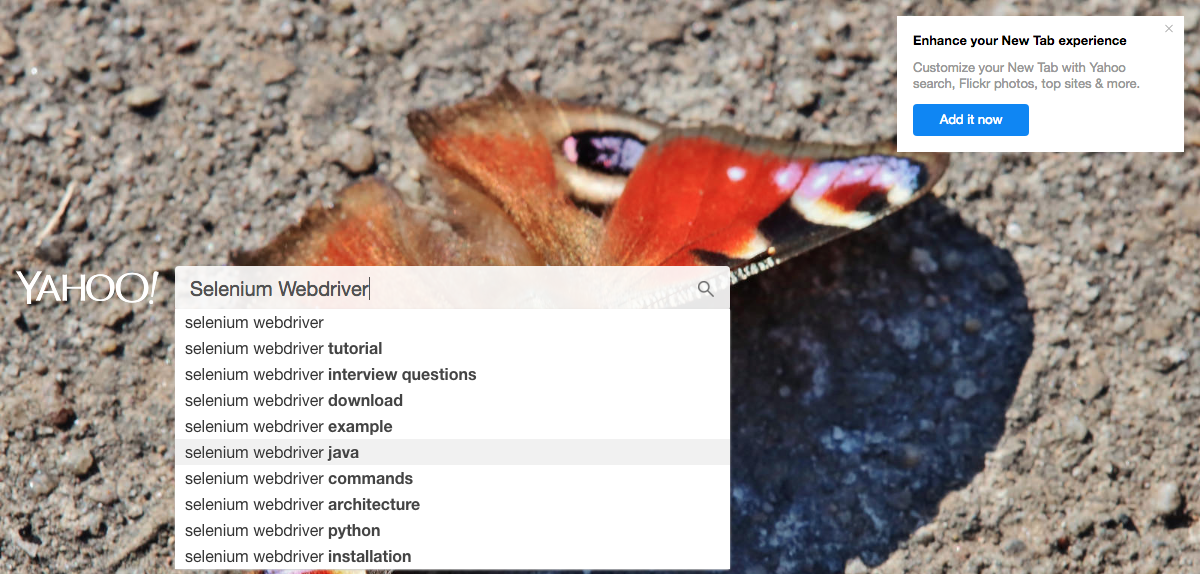 Enhance your New Tab experience
Customize your New Tab with Yahoo
search, Flickr photos, top sites & more.
Add it now
YAHOO!
Selenium Webdriver
selenium webdriver
selenium webdriver tutorial
selenium webdriver interview questions
selenium webdriver download
selenium webdriver example
selenium webdriver java
selenium webdriver commands
selenium webdriver architecture
selenium webdriver python
selenium webdriver installation